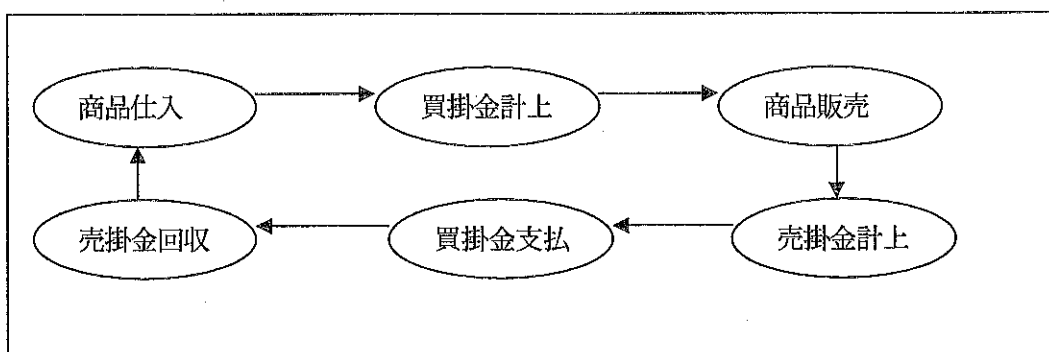 商品仕入
買掛金計上
商品販売
売掛金回収
買掛金支払
売掛金計上